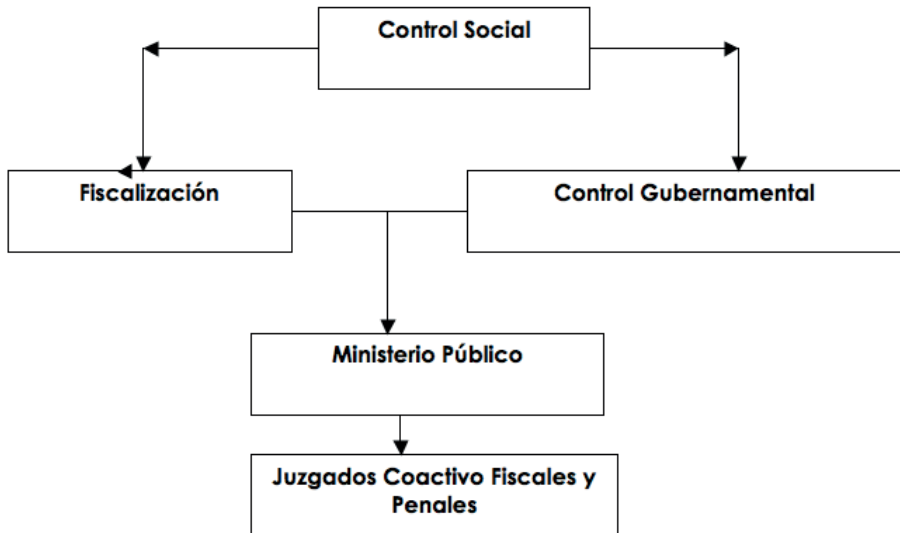 Control Social
Fiscalización
Control Gubernamental
Ministerio Público
Juzgados Coactivo Fiscales y
Penales